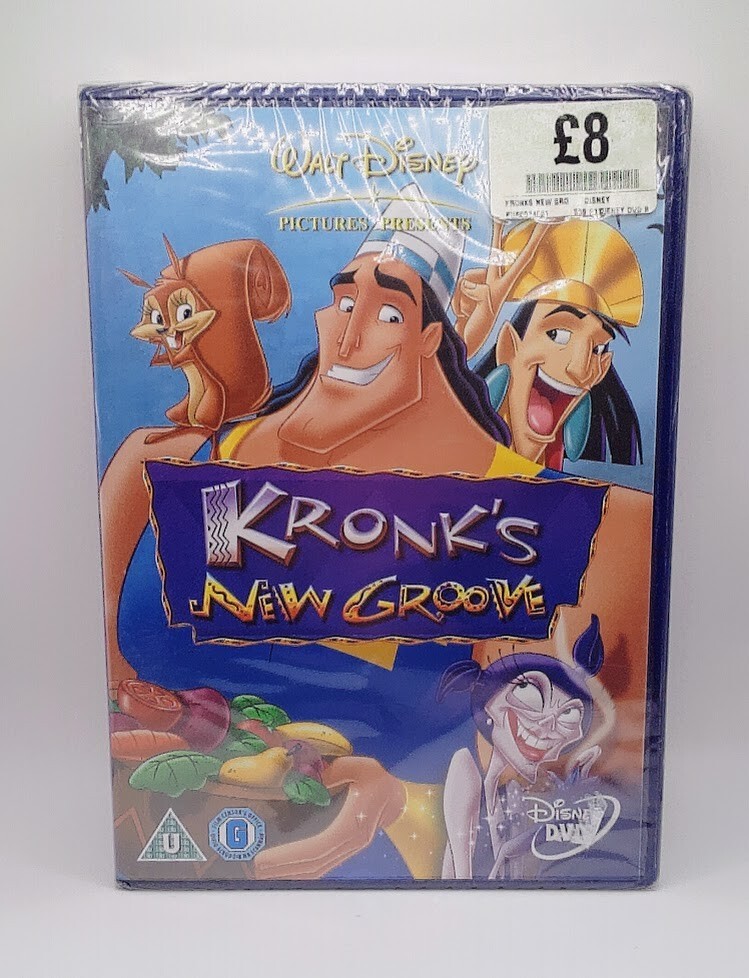 £8
KRONKS NEW GRO DISNEY
WALT DISNEY
PICTURES PRESENTS
KRONK'S
NEW GROOVE
U
G
DISNEY
DVD